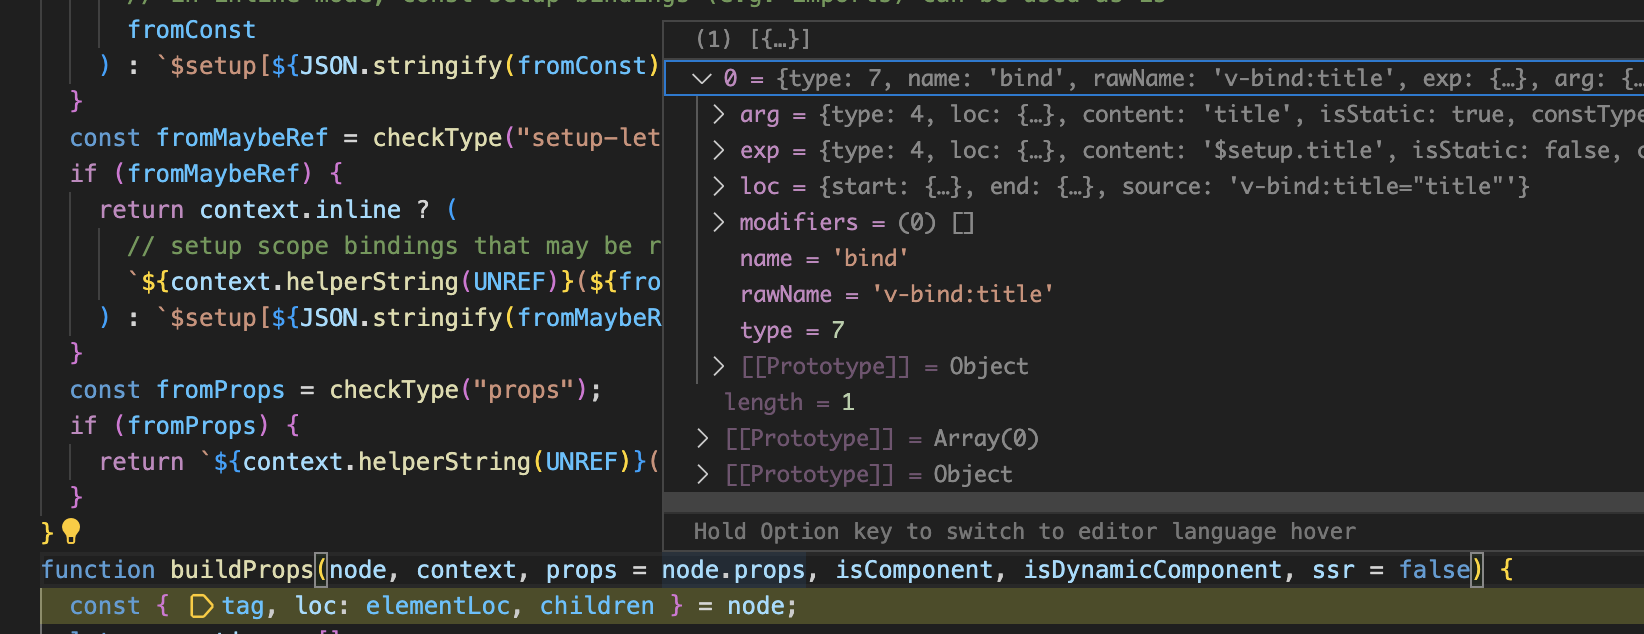 // in inline mode, const setup bindings (e.g. imports) can be used as-is
fromConst
) : `$setup[${JSON.stringify(fromConst)
}
const fromMaybeRef = checkType("setup-let
if (fromMaybeRef) {
return context.inline ? (
// setup scope bindings that may be r
`${context.helperString(UNREF)}(${fro
) : `$setup[${JSON.stringify(fromMaybeR
}
const fromProps = checkType("props");
if (fromProps) {
return `${context.helperString(UNREF)}(
}
}
(1) [{…}]
0 = {type: 7, name: 'bind', rawName: 'v-bind:title', exp: {…}, arg: {…
arg = {type: 4, loc: {…}, content: 'title', isStatic: true, constType
exp = {type: 4, loc: {…}, content: '$setup.title', isStatic: false, c
loc = {start: {…}, end: {…}, source: 'v-bind:title="title"'}
modifiers = (0) []
name = 'bind'
rawName = 'v-bind:title'
type = 7
[[Prototype]] = Object
length = 1
[[Prototype]] = Array(0)
[[Prototype]] = Object
Hold Option key to switch to editor language hover
function buildProps(node, context, props = node.props, isComponent, isDynamicComponent, ssr = false) {
const { tag, loc: elementLoc, children } = node;